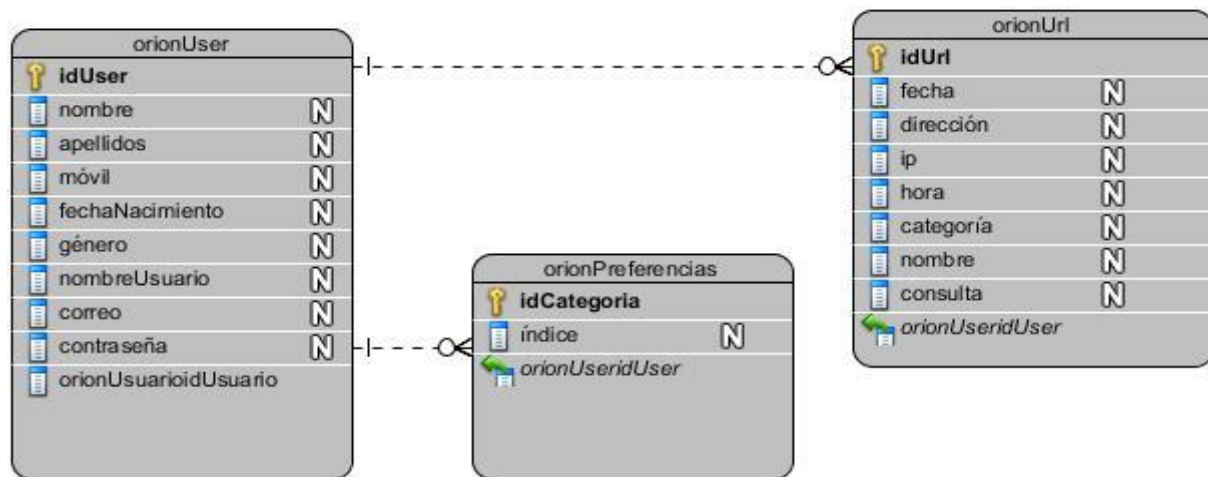 orionUser
idUser
nombre N
apellidos N
móvil N
fechaNacimiento N
género N
nombreUsuario N
correo N
contraseña N
orionUsuarioidUsuario
orionPreferencias
idCategoria
índice N
orionUseridUser
orionUrl
idUrl
fecha N
dirección N
ip N
hora N
categoría N
nombre N
consulta N
orionUseridUser